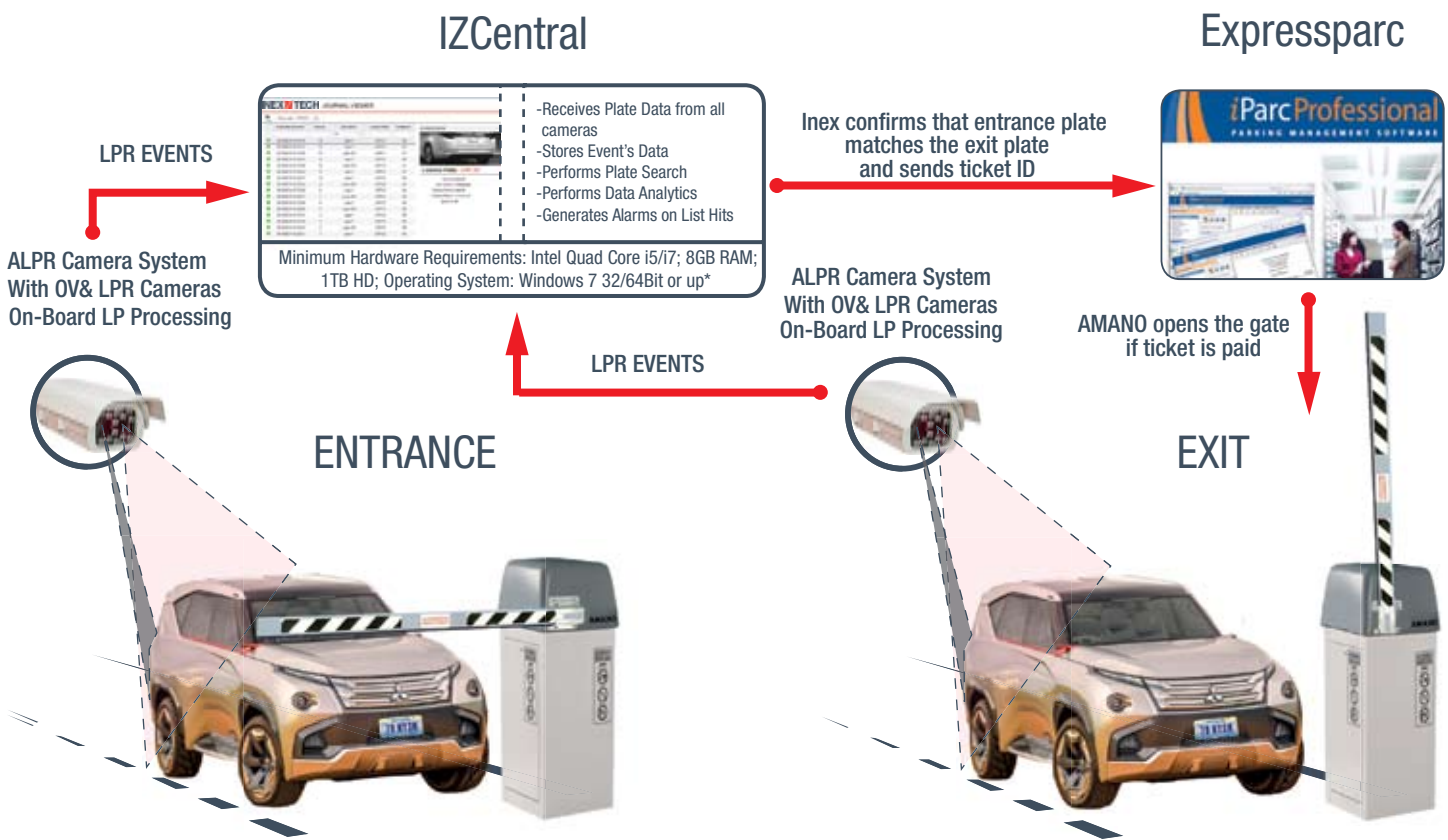 IZCentral
Expressparc
INEX TECH
-Receives Plate Data from all
cameras
-Stores Event's Data
-Performs Plate Search
-Performs Data Analytics
-Generates Alarms on List Hits
Minimum Hardware Requirements: Intel Quad Core i5/i7; 8GB RAM;
1TB HD; Operating System: Windows 7 32/64Bit or up*
LPR EVENTS
Inex confirms that entrance plate
matches the exit plate
and sends ticket ID
iParc Professional
PARKING MANAGEMENT SOFTWARE
ALPR Camera System
With OV& LPR Cameras
On-Board LP Processing
LPR EVENTS
ALPR Camera System
With OV& LPR Cameras
On-Board LP Processing
AMANO opens the gate
if ticket is paid
ENTRANCE
EXIT
AMANO
AMANO